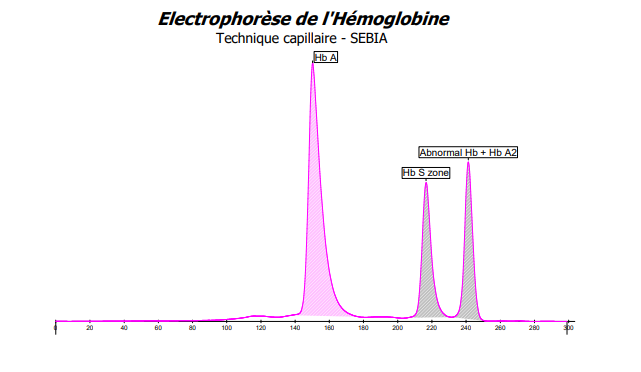 Electrophorèse de l'Hémoglobine
Technique capillaire - SEBIA
Hb A
Abnormal Hb + Hb A2
Hb S zone
0 20 40 60 80 100 120 140 160 180 200 220 240 260 280 300